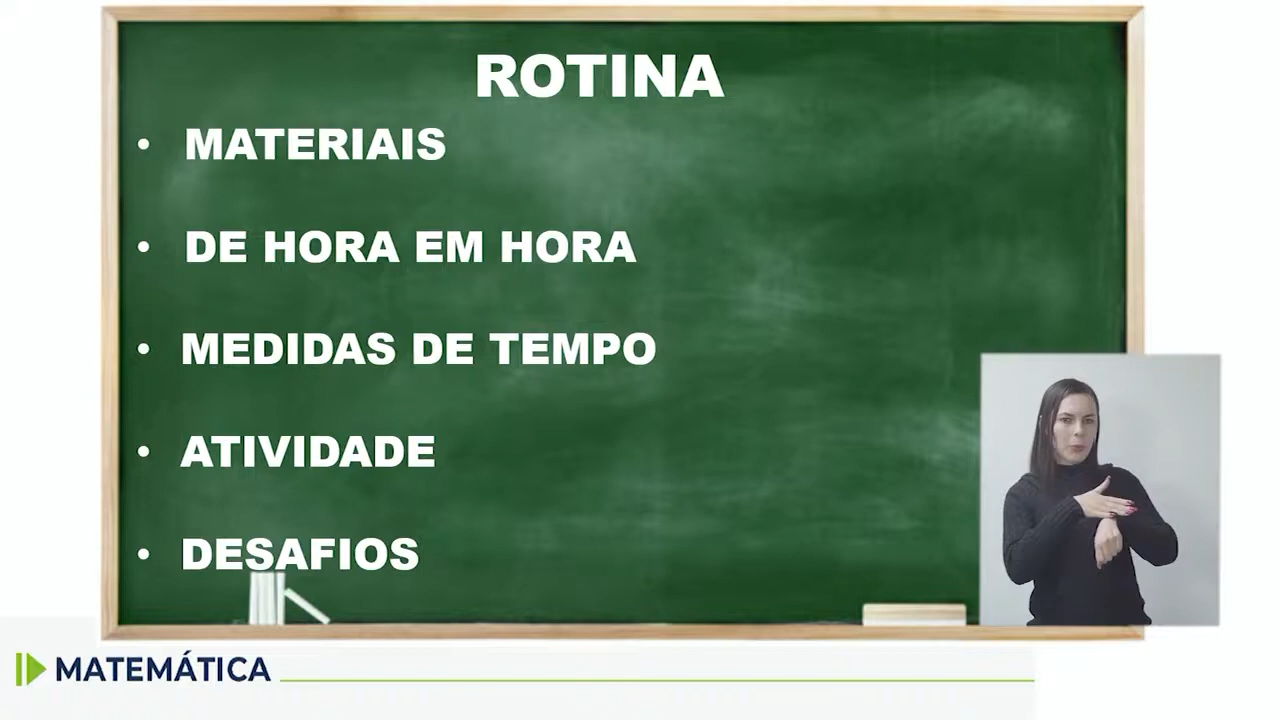 ROTINA
• MATERIAIS
• DE HORA EM HORA
• MEDIDAS DE TEMPO
• ATIVIDADE
• DESAFIOS
MATEMÁTICA